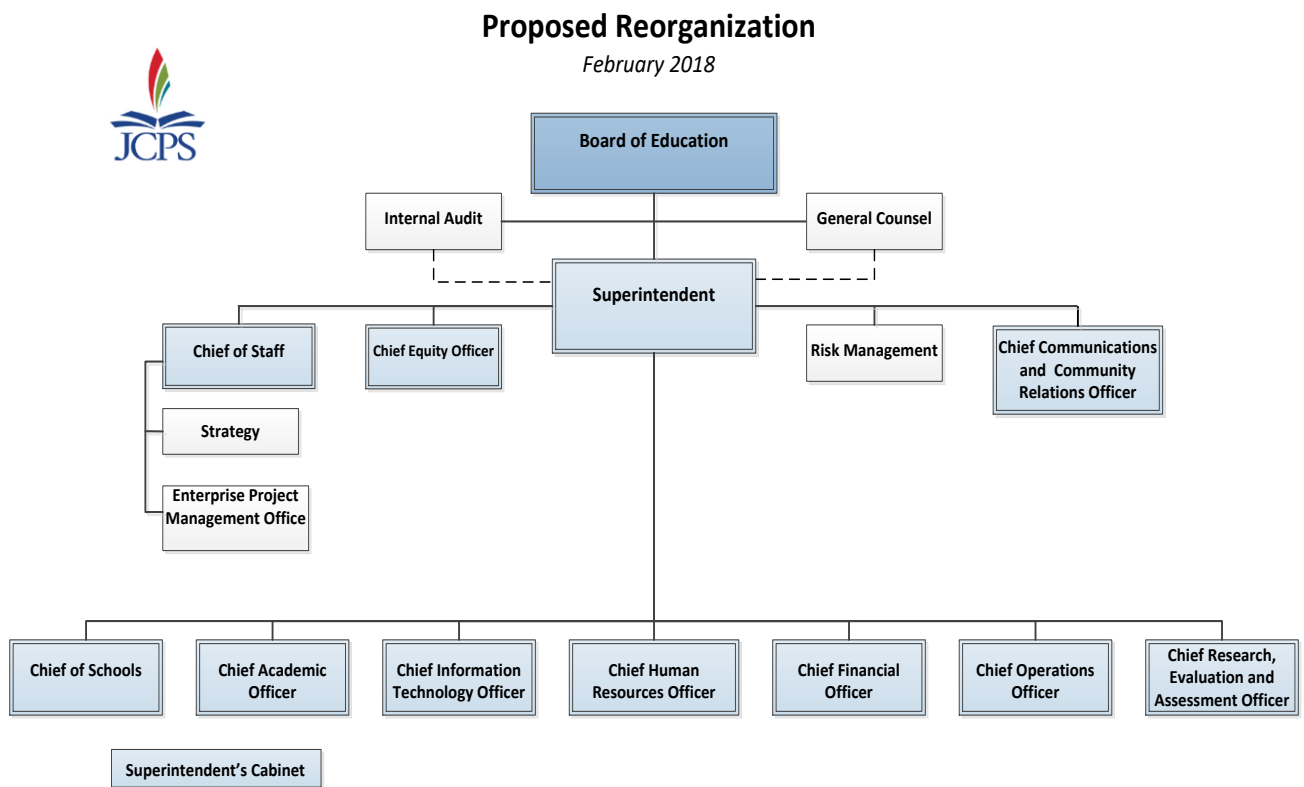 Proposed Reorganization
February 2018
JCPS
Board of Education
Internal Audit
General Counsel
Superintendent
Chief of Staff
Chief Equity Officer
Risk Management
Chief Communications
and Community
Relations Officer
Strategy
Enterprise Project
Management Office
Chief of Schools
Chief Academic
Officer
Chief Information
Technology Officer
Chief Human
Resources Officer
Chief Financial
Officer
Chief Operations
Officer
Chief Research,
Evaluation and
Assessment Officer
Superintendent’s Cabinet